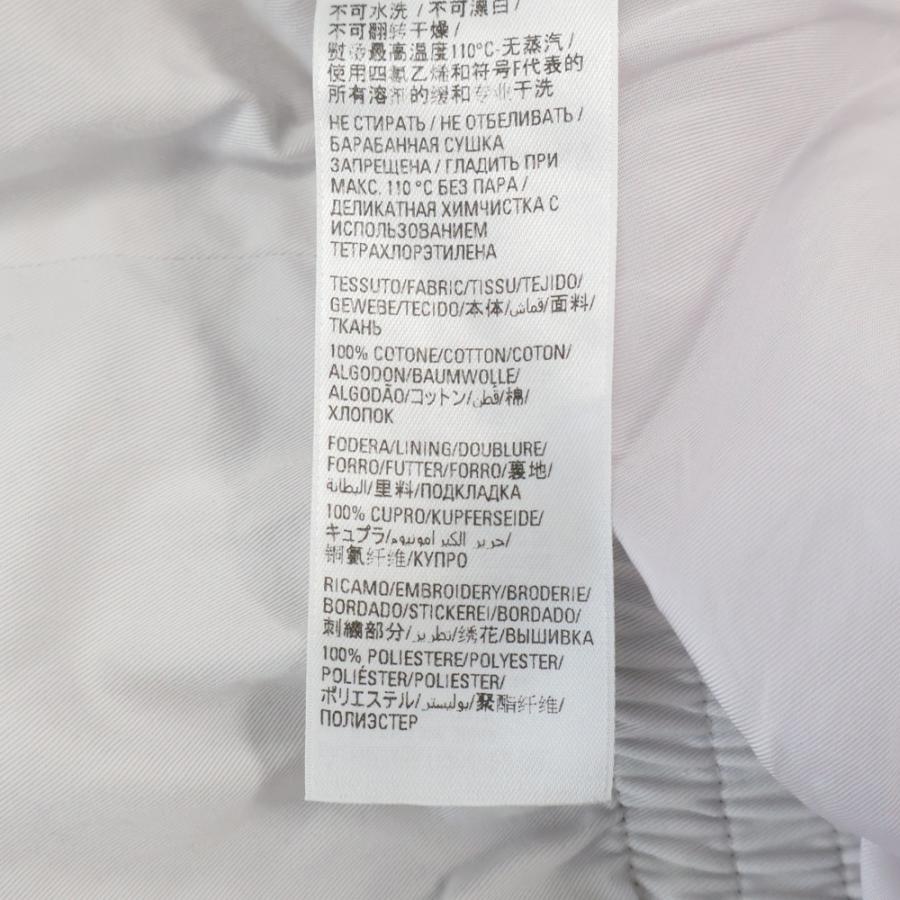 不可水洗 / 不可漂白 /
不可翻转干燥 /
熨烫最高温度110°C-无蒸汽 /
使用四氯乙烯和符号F代表的
所有溶剂的缓和专业干洗
НЕ СТИРАТЬ / НЕ ОТБЕЛИВАТЬ /
БАРАБАННАЯ СУШКА
ЗАПРЕЩЕНА / ГЛАДИТЬ ПРИ
МАКС. 110 °C БЕЗ ПАРА /
ДЕЛИКАТНАЯ ХИМЧИСТКА С
ИСПОЛЬЗОВАНИЕМ
ТЕТРАХЛОРЭТИЛЕНА
TESSUTO/FABRIC/TISSU/TEJIDO/
GEWEBE/TECIDO/本体/قماش/面料/
ТКАНЬ
100% COTONE/COTTON/COTON/
ALGODON/BAUMWOLLE/
ALGODÃO/コットン/قطن/棉/
ХЛОПОК
FODERA/LINING/DOUBLURE/
FORRO/FUTTER/FORRO/裏地/
البطانة/里料/ПОДКЛАДКА
100% CUPRO/KUPFERSEIDE/
キュプラ/حرير الكبر امونيوم/
铜氨纤维/КУПРО
RICAMO/EMBROIDERY/BRODERIE/
BORDADO/STICKEREI/BORDADO/
刺繍部分/تطريز/绣花/ВЫШИВКА
100% POLIESTERE/POLYESTER/
POLIÉSTER/POLIESTER/
ポリエステル/بوليستر/聚酯纤维/
ПОЛИЭСТЕР